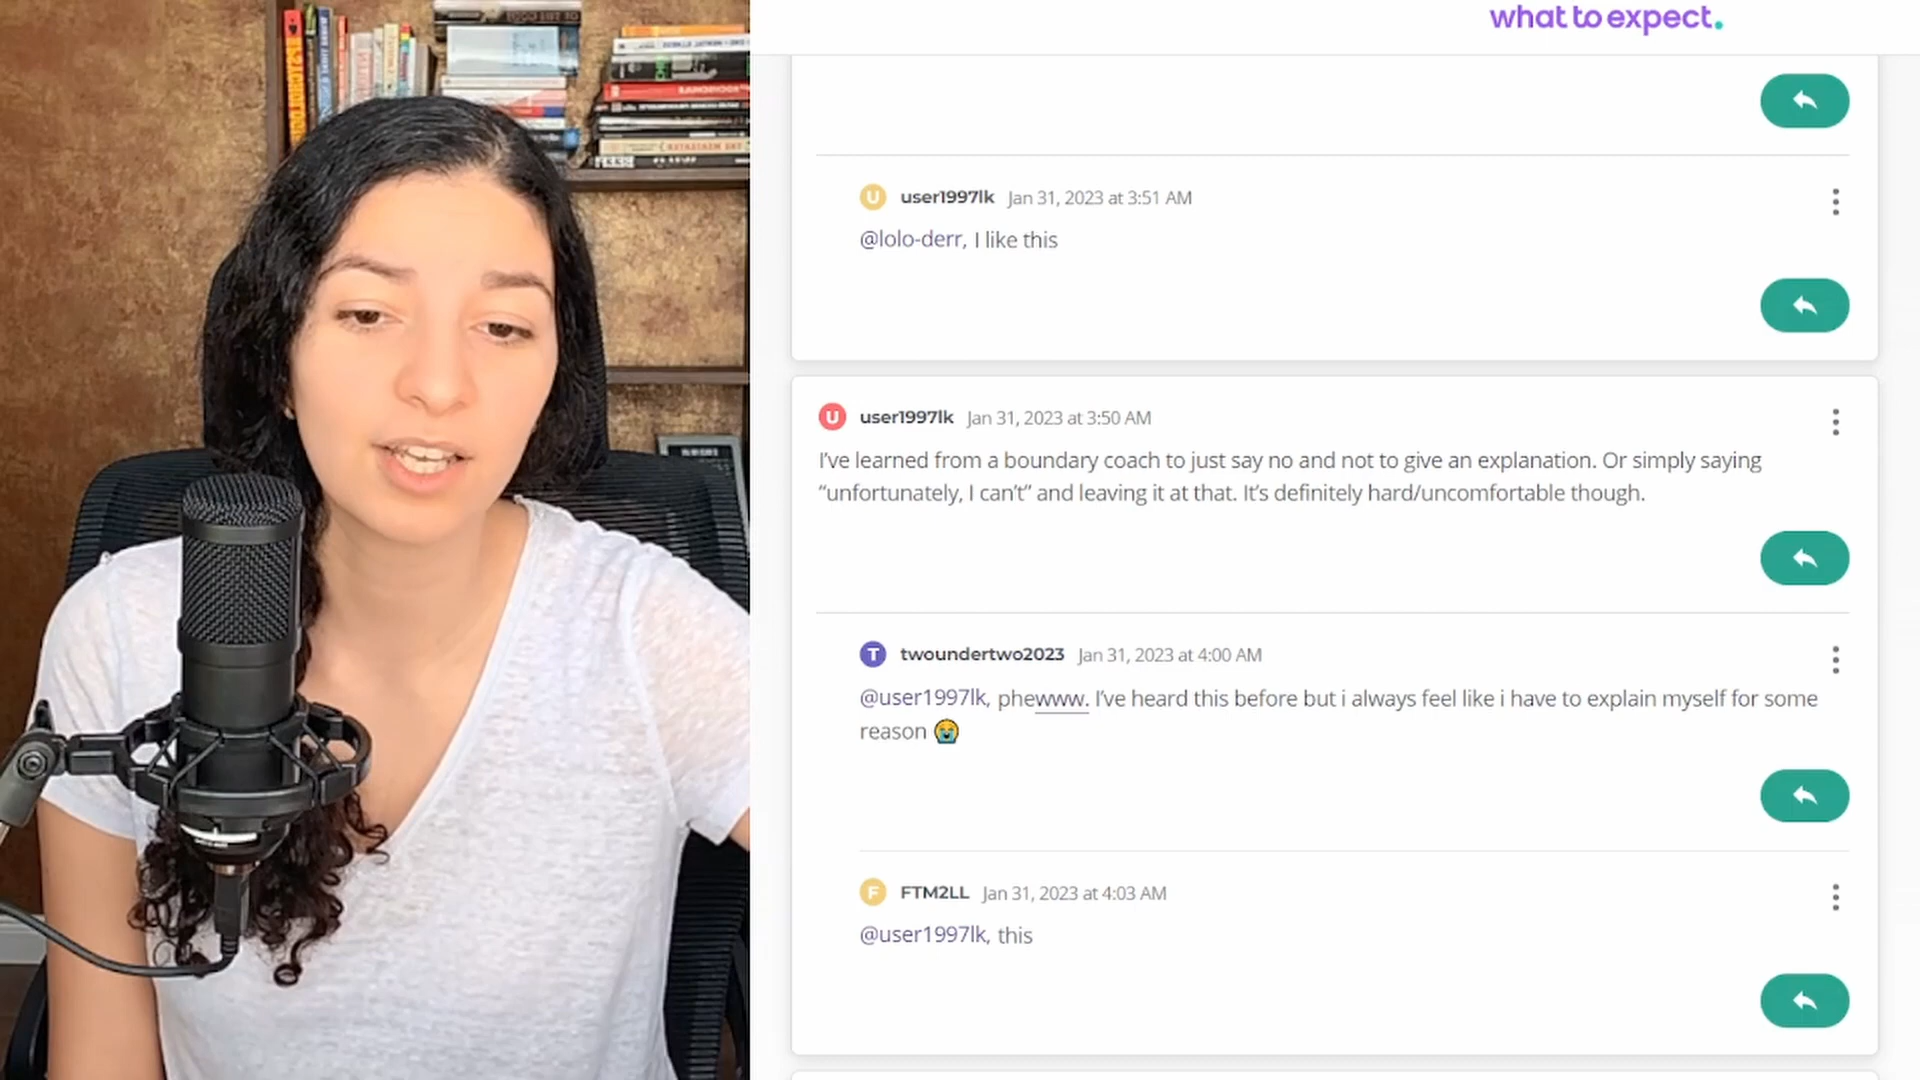 what to expect.
user1997lk Jan 31, 2023 at 3:51 AM
@lolo-derr, I like this
user1997lk Jan 31, 2023 at 3:50 AM
I've learned from a boundary coach to just say no and not to give an explanation. Or simply saying
“unfortunately, I can't” and leaving it at that. It's definitely hard/uncomfortable though.
twoundertwo2023 Jan 31, 2023 at 4:00 AM
@user1997lk, phewww. I've heard this before but i always feel like i have to explain myself for some
reason 😭
FTM2LL Jan 31, 2023 at 4:03 AM
@user1997lk, this